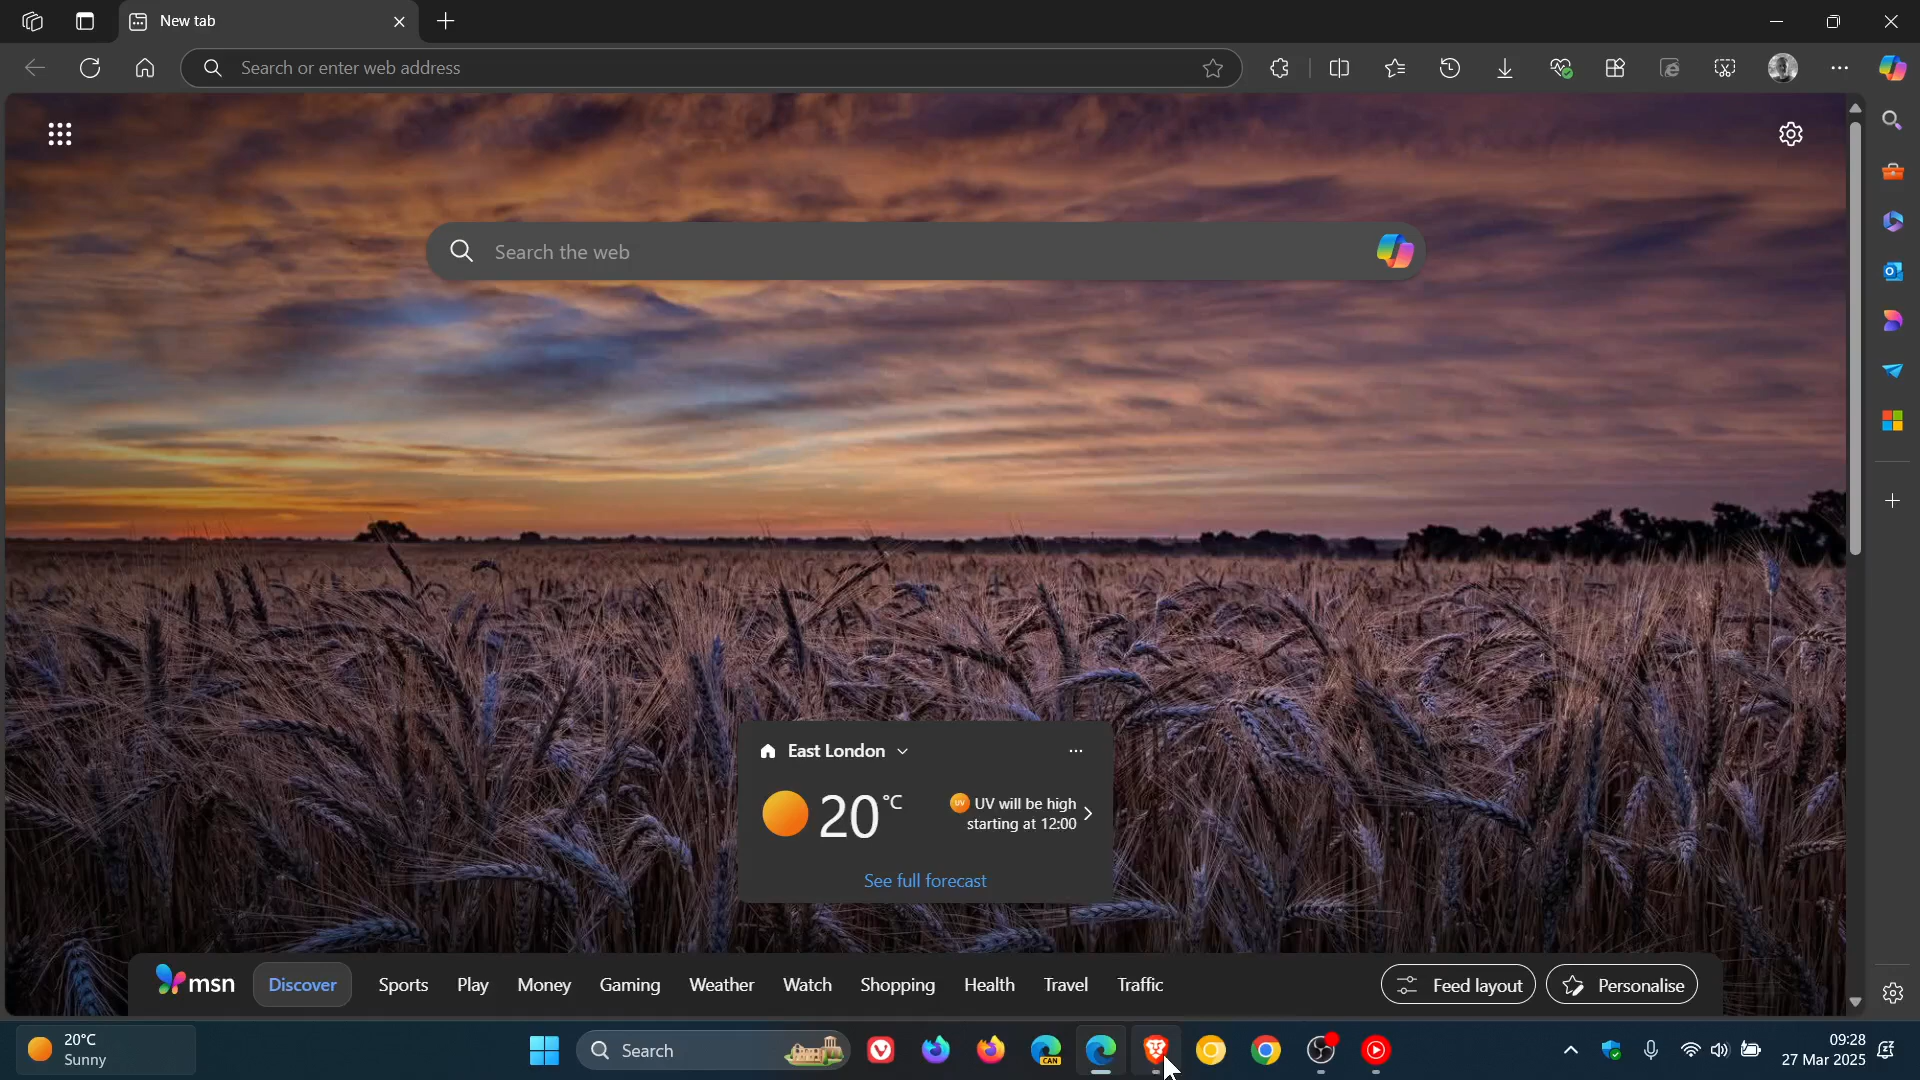 New tab
Search or enter web address
Search the web
East London
20°C
UV will be high
starting at 12:00
See full forecast
msn
Discover
Sports
Play
Money
Gaming
Weather
Watch
Shopping
Health
Travel
Traffic
Feed layout
Personalise
20°C
Sunny
Search
CAN
09:28
27 Mar 2025